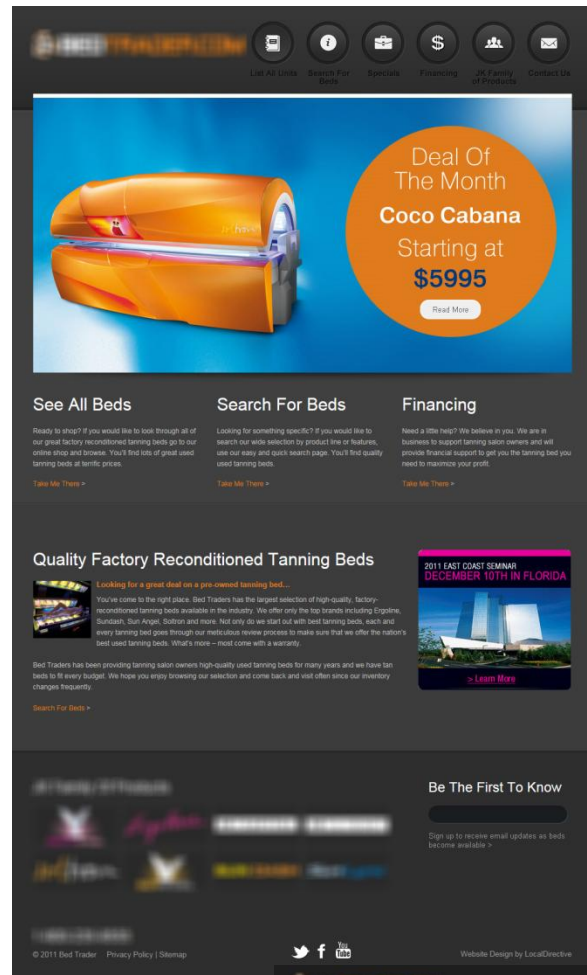 List All Units
Search For
Beds
Specials
Financing
JK Family
of Products
Contact Us
Deal Of
The Month
Coco Cabana
Starting at
$5995
Read More
See All Beds
Ready to shop? If you would like to look through all of
our great factory reconditioned tanning beds go to our
online shop and browse. You'll find lots of great used
tanning beds at terrific prices.
Take Me There >
Search For Beds
Looking for something specific? If you would like to
search our wide selection by product line or features,
use our easy and quick search page. You'll find quality
used tanning beds.
Take Me There >
Financing
Need a little help? We believe in you. We are in
business to support tanning salon owners and will
provide financial support to get you the tanning bed you
need to maximize your profit.
Take Me There >
Quality Factory Reconditioned Tanning Beds
Looking for a great deal on a pre-owned tanning bed...
You've come to the right place. Bed Traders has the largest selection of high-quality, factory-
reconditioned tanning beds available in the industry. We offer only the top brands including Ergoline,
Sundash, Sun Angel, Soltron and more. Not only do we start out with best tanning beds, each and
every tanning bed goes through our meticulous review process to make sure that we offer the nation's
best used tanning beds. What's more – most come with a warranty.
Bed Traders has been providing tanning salon owners high-quality used tanning beds for many years and we have tan
beds to fit every budget. We hope you enjoy browsing our selection and come back and visit often since our inventory
changes frequently.
Search For Beds >
2011 EAST COAST SEMINAR
DECEMBER 10TH IN FLORIDA
> Learn More
Be The First To Know
Sign up to receive email updates as beds
become available >
© 2011 Bed Trader Privacy Policy | Sitemap
You
Tube
Website Design by LocalDirective